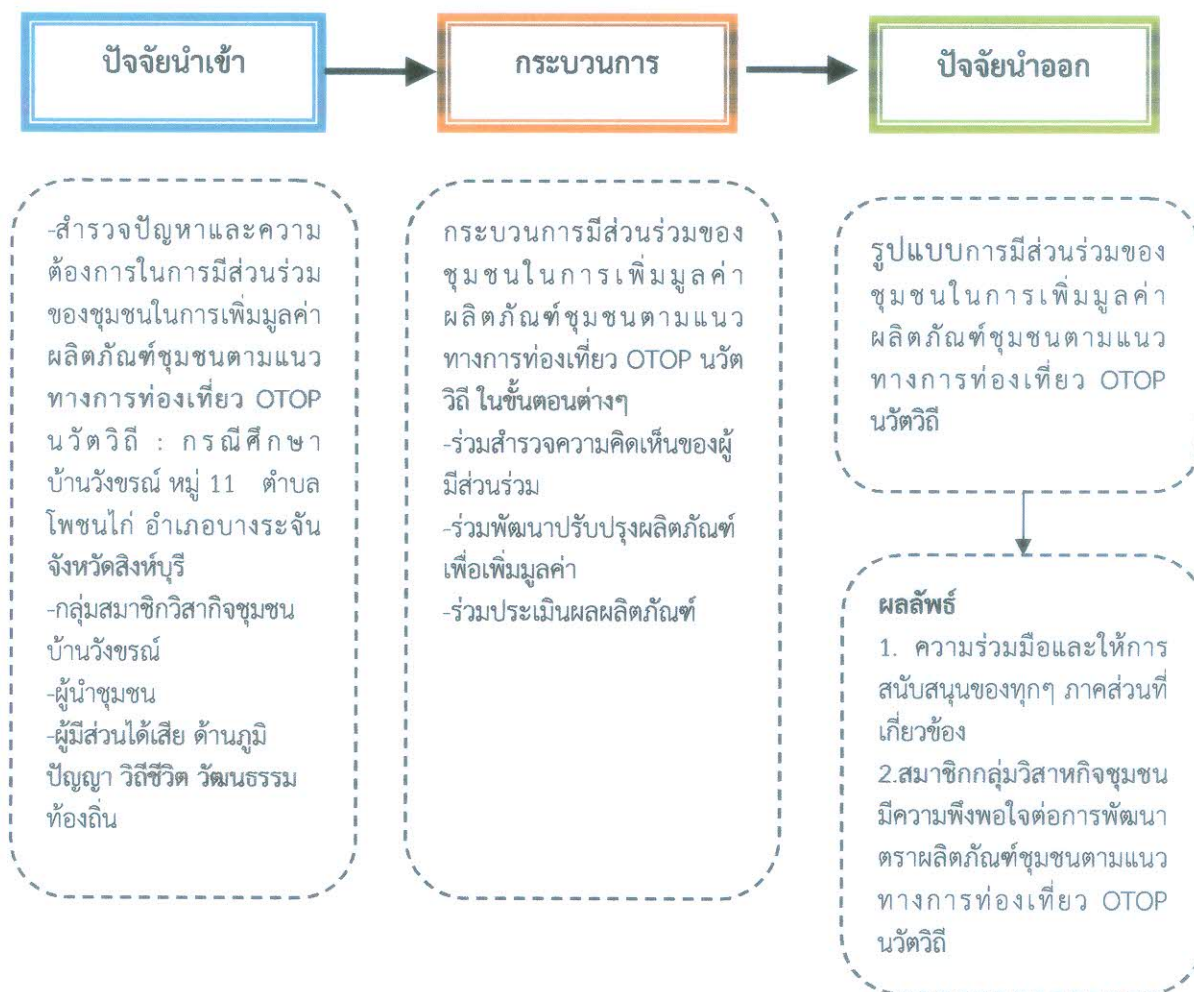 ปัจจัยนำเข้า
กระบวนการ
ปัจจัยนำออก
-สำรวจปัญหาและความ
ต้องการในการมีส่วนร่วม
ของชุมชนในการเพิ่มมูลค่า
ผลิตภัณฑ์ชุมชนตามแนว
ทางการท่องเที่ยว OTOP
นวัตวิถี : กรณีศึกษา
บ้านวังขรณ์ หมู่ 11 ตำบล
โพชนไก่ อำเภอบางระจัน
จังหวัดสิงห์บุรี
-กลุ่มสมาชิกวิสากิจชุมชน
บ้านวังขรณ์
-ผู้นำชุมชน
-ผู้มีส่วนได้เสีย ด้านภูมิ
ปัญญา วิถีชีวิต วัฒนธรรม
ท้องถิ่น
กระบวนการมีส่วนร่วมของ
ชุมชนในการเพิ่มมูลค่า
ผลิตภัณฑ์ชุมชนตามแนว
ทางการท่องเที่ยว OTOP นวัต
วิถี ในขั้นตอนต่างๆ
-ร่วมสำรวจความคิดเห็นของผู้
มีส่วนร่วม
-ร่วมพัฒนาปรับปรุงผลิตภัณฑ์
เพื่อเพิ่มมูลค่า
-ร่วมประเมินผลผลิตภัณฑ์
รูปแบบการมีส่วนร่วมของ
ชุมชนในการเพิ่มมูลค่า
ผลิตภัณฑ์ชุมชนตามแนว
ทางการท่องเที่ยว OTOP
นวัตวิถี
ผลลัพธ์
1. ความร่วมมือและให้การ
สนับสนุนของทุกๆ ภาคส่วนที่
เกี่ยวข้อง
2.สมาชิกกลุ่มวิสาหกิจชุมชน
มีความพึงพอใจต่อการพัฒนา
ตราผลิตภัณฑ์ชุมชนตามแนว
ทางการท่องเที่ยว OTOP
นวัตวิถี